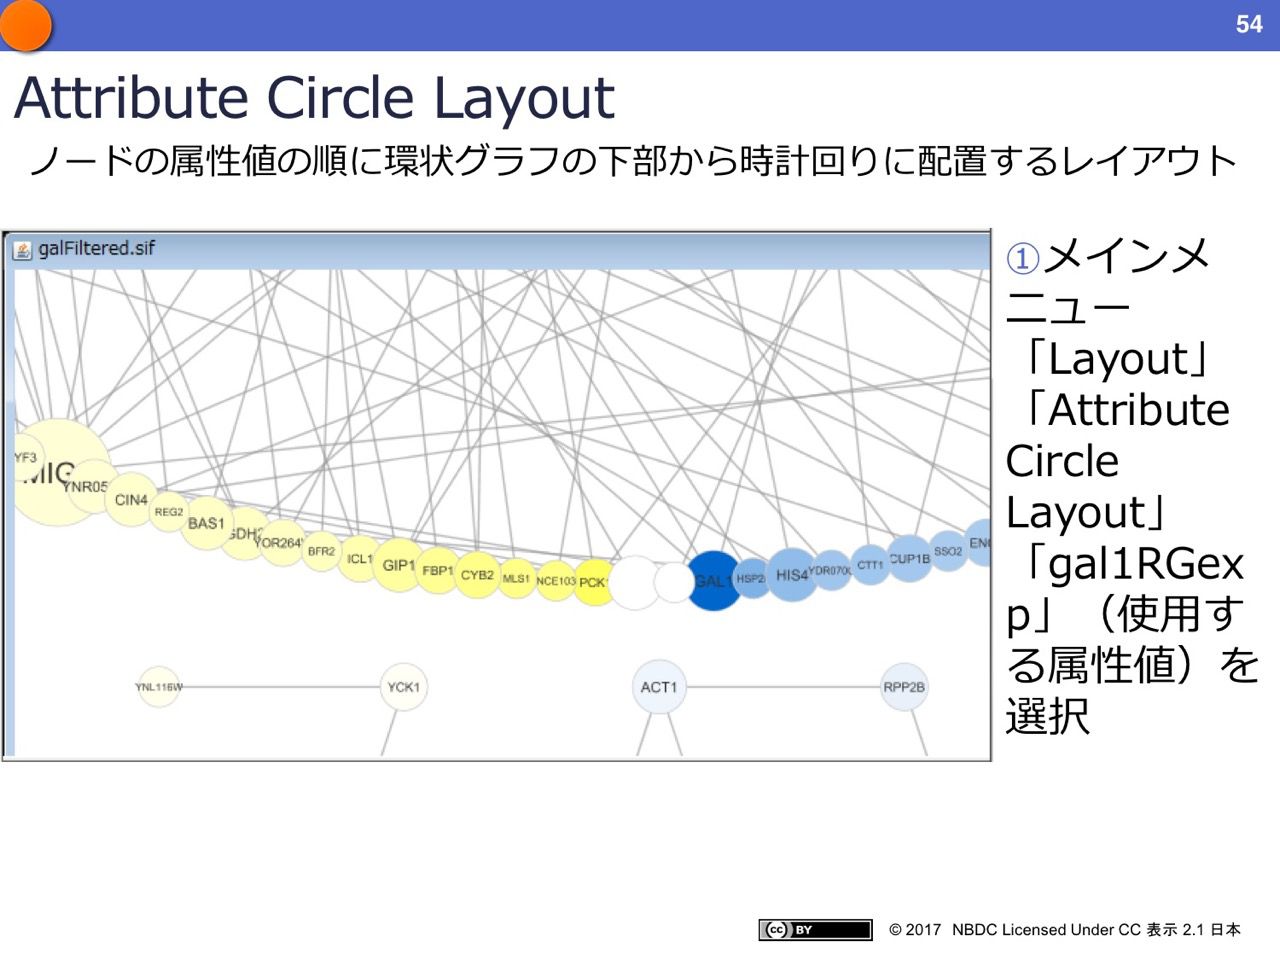 54
Attribute Circle Layout
ノードの属性値の順に環状グラフの下部から時計回りに配置するレイアウト
galFiltered.sif
①メインメ
ニュー
「Layout」
「Attribute
Circle
Layout」
「gal1RGex
p」（使用す
る属性値）を
選択
YF3
MIG
YNR05
CIN4
REG2
BAS1
GDH2
YOR264
BFR2
ICL1
GIP1
FBP1
CYB2
MLS1
NCE103
PCK
GAL1
HSP2
HIS4
YDR070
CTT1
CUP1B
SSO2
ENO
YNL116W
YCK1
ACT1
RPP2B
cc BY
© 2017 NBDC Licensed Under CC 表示 2.1 日本